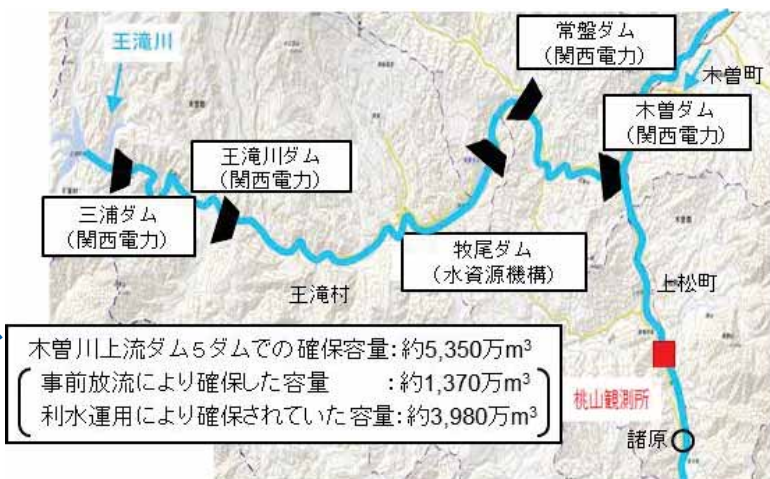 王滝川
常盤ダム
(関西電力)
木曽町
木曽ダム
(関西電力)
王滝川ダム
(関西電力)
三浦ダム
(関西電力)
牧尾ダム
(水資源機構)
王滝村
上松町
木曽川上流ダム5ダムでの確保容量:約5,350万m³
事前放流により確保した容量 :約1,370万m³
利水運用により確保されていた容量:約3,980万m³
桃山観測所
諸原